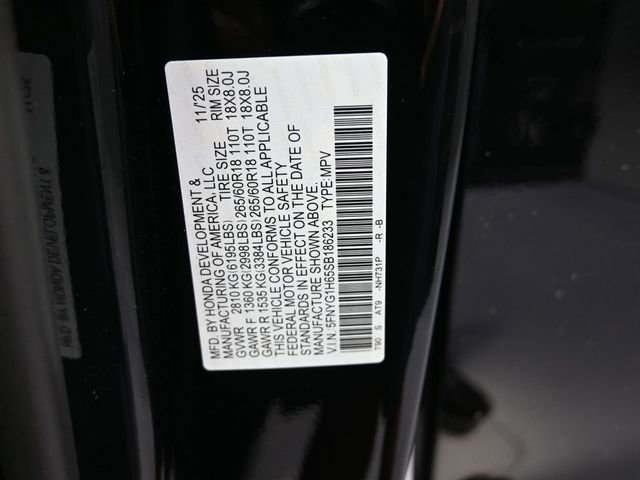 MFD. BY HONDA DEVELOPMENT & 11/25
MANUFACTURING OF AMERICA, LLC
TIRE SIZE RIM SIZE
GVWR 2810 KG(6195LBS)
GAWR F 1360 KG(2998LBS) 265/60R18 110T 18X8.0J
GAWR R 1535 KG(3384LBS) 265/60R18 110T 18X8.0J
THIS VEHICLE CONFORMS TO ALL APPLICABLE
FEDERAL MOTOR VEHICLE SAFETY
STANDARDS IN EFFECT ON THE DATE OF
MANUFACTURE SHOWN ABOVE.
V.I.N.:5FNYG1H65SB186233 TYPE:MPV
T90 S AT9 -NH731P -R -B